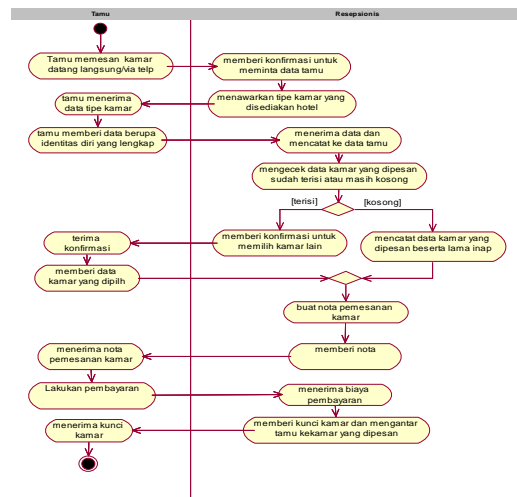 Tamu
Resepsionis
Tamu memesan kamar
datang langsung/via telp
memberi konfirmasi untuk
meminta data tamu
menawarkan tipe kamar yang
disediakan hotel
tamu menerima
data tipe kamar
tamu memberi data berupa
identitas diri yang lengkap
menerima data dan
mencatat ke data tamu
mengecek data kamar yang dipesan
sudah terisi atau masih kosong
[terisi]
[kosong]
memberi konfirmasi untuk
memilih kamar lain
mencatat data kamar yang
dipesan beserta lama inap
terima
konfirmasi
memberi data
kamar yang dipilh
buat nota pemesanan
kamar
memberi nota
menerima nota
pemesanan kamar
Lakukan pembayaran
menerima biaya
pembayaran
memberi kunci kamar dan mengantar
tamu kekamar yang dipesan
menerima kunci
kamar